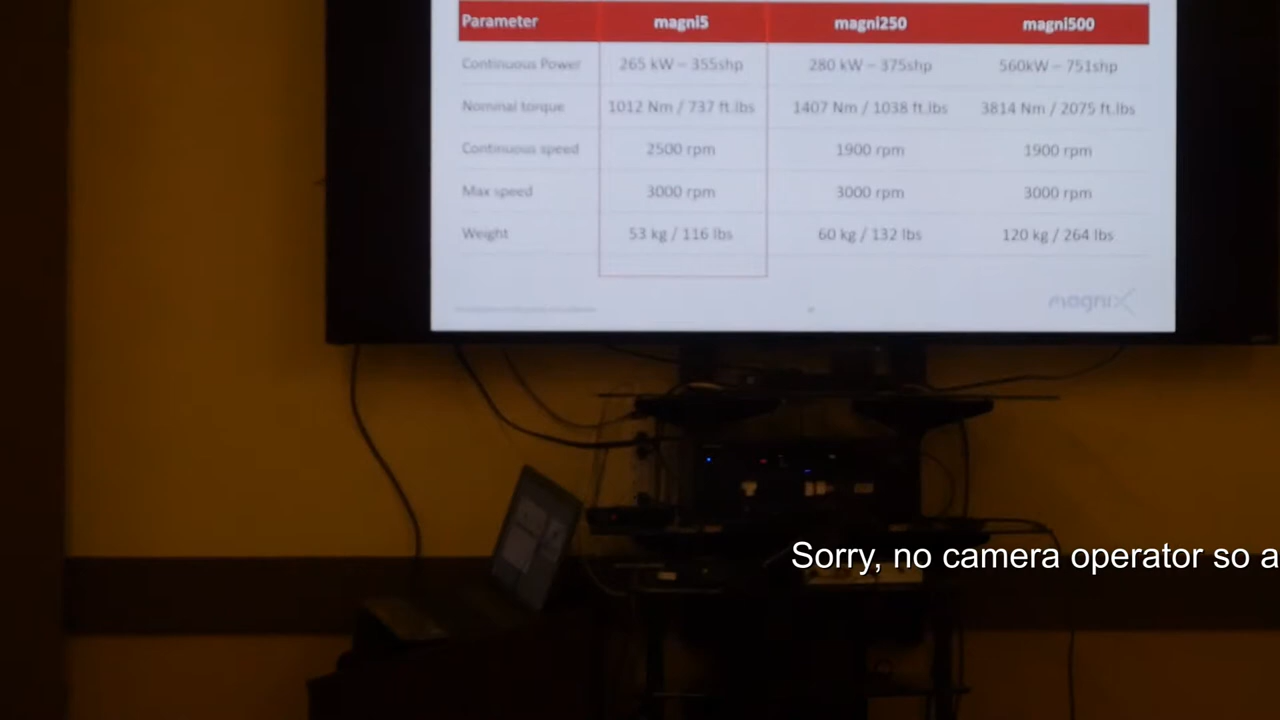 Parameter magni5 magni250 magni500
Continuous Power 265 kW – 355shp 280 kW – 375shp 560kW – 751shp
Nominal torque 1012 Nm / 737 ft.lbs 1407 Nm / 1038 ft.lbs 3814 Nm / 2075 ft.lbs
Continuous speed 2500 rpm 1900 rpm 1900 rpm
Max speed 3000 rpm 3000 rpm 3000 rpm
Weight 53 kg / 116 lbs 60 kg / 132 lbs 120 kg / 264 lbs
magniX
Sorry, no camera operator so a